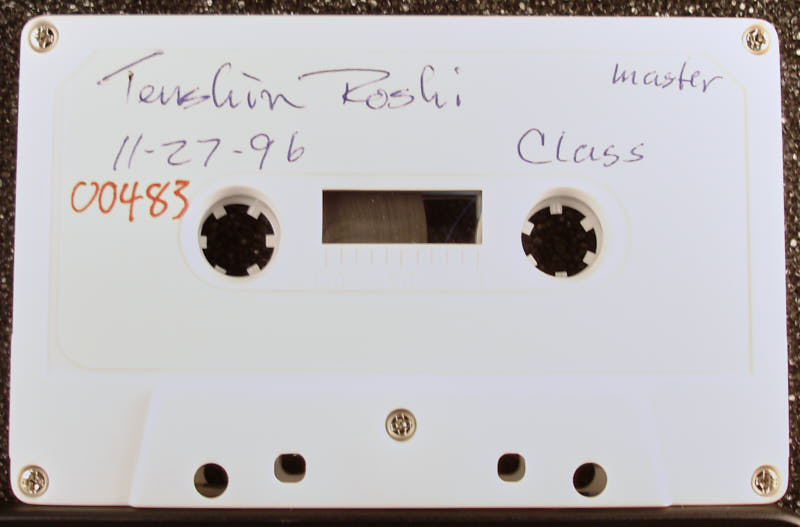 Tenshin Roshi master
11-27-96 Class
00483